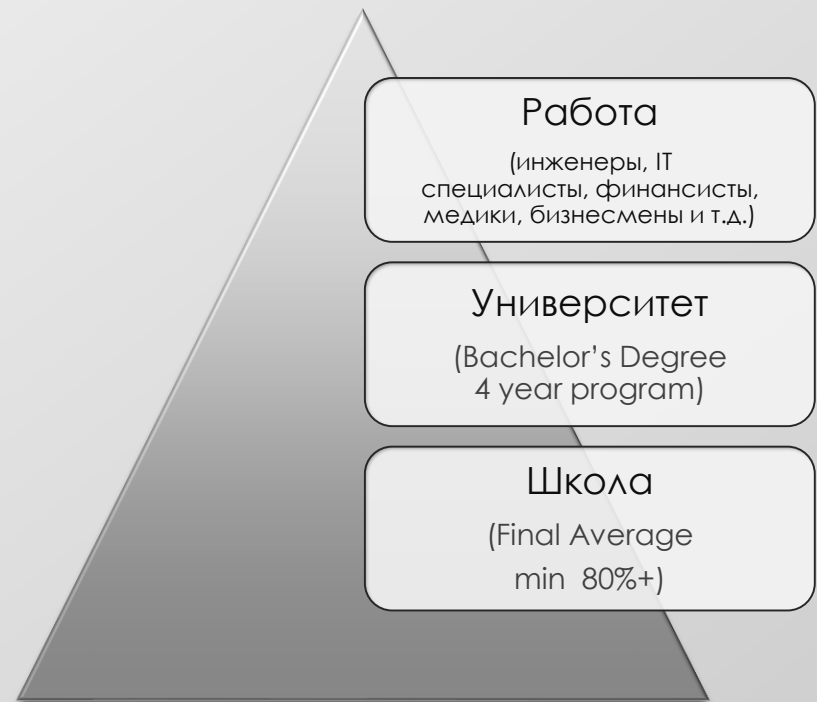 Работа
(инженеры, IT
специалисты, финансисты,
медики, бизнесмены и т.д.)
Университет
(Bachelor’s Degree
4 year program)
Школа
(Final Average
min 80%+)